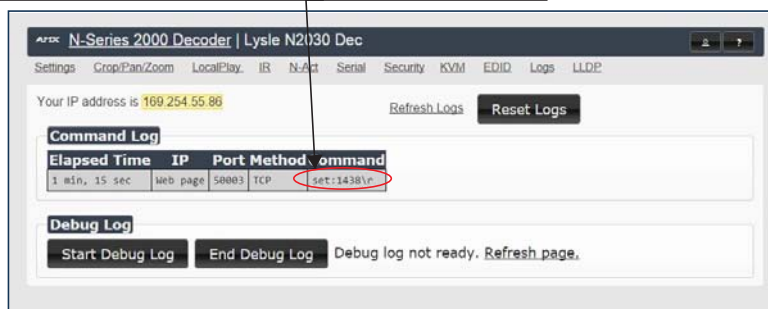 AMX N-Series 2000 Decoder | Lysle N2030 Dec
?
Settings Crop/Pan/Zoom LocalPlay IR N-Act Serial Security KVM EDID Logs LLDP
Your IP address is 169.254.55.86 Refresh Logs Reset Logs
Command Log
Elapsed Time IP Port Method Command
1 min, 15 sec Web page 50003 TCP set:1438\r
Debug Log
Start Debug Log End Debug Log Debug log not ready. Refresh page.